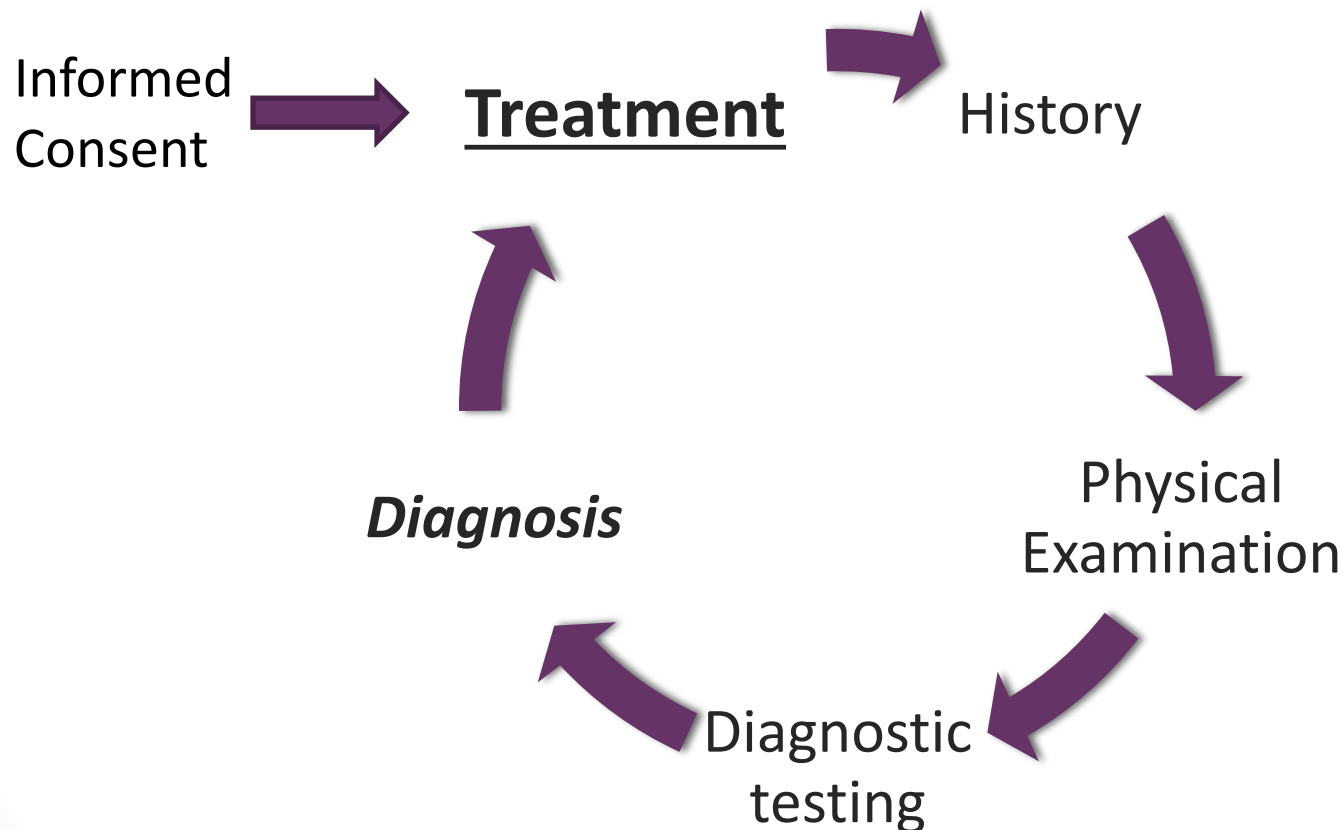 Informed
Consent
Treatment
History
Physical
Examination
Diagnostic
testing
Diagnosis